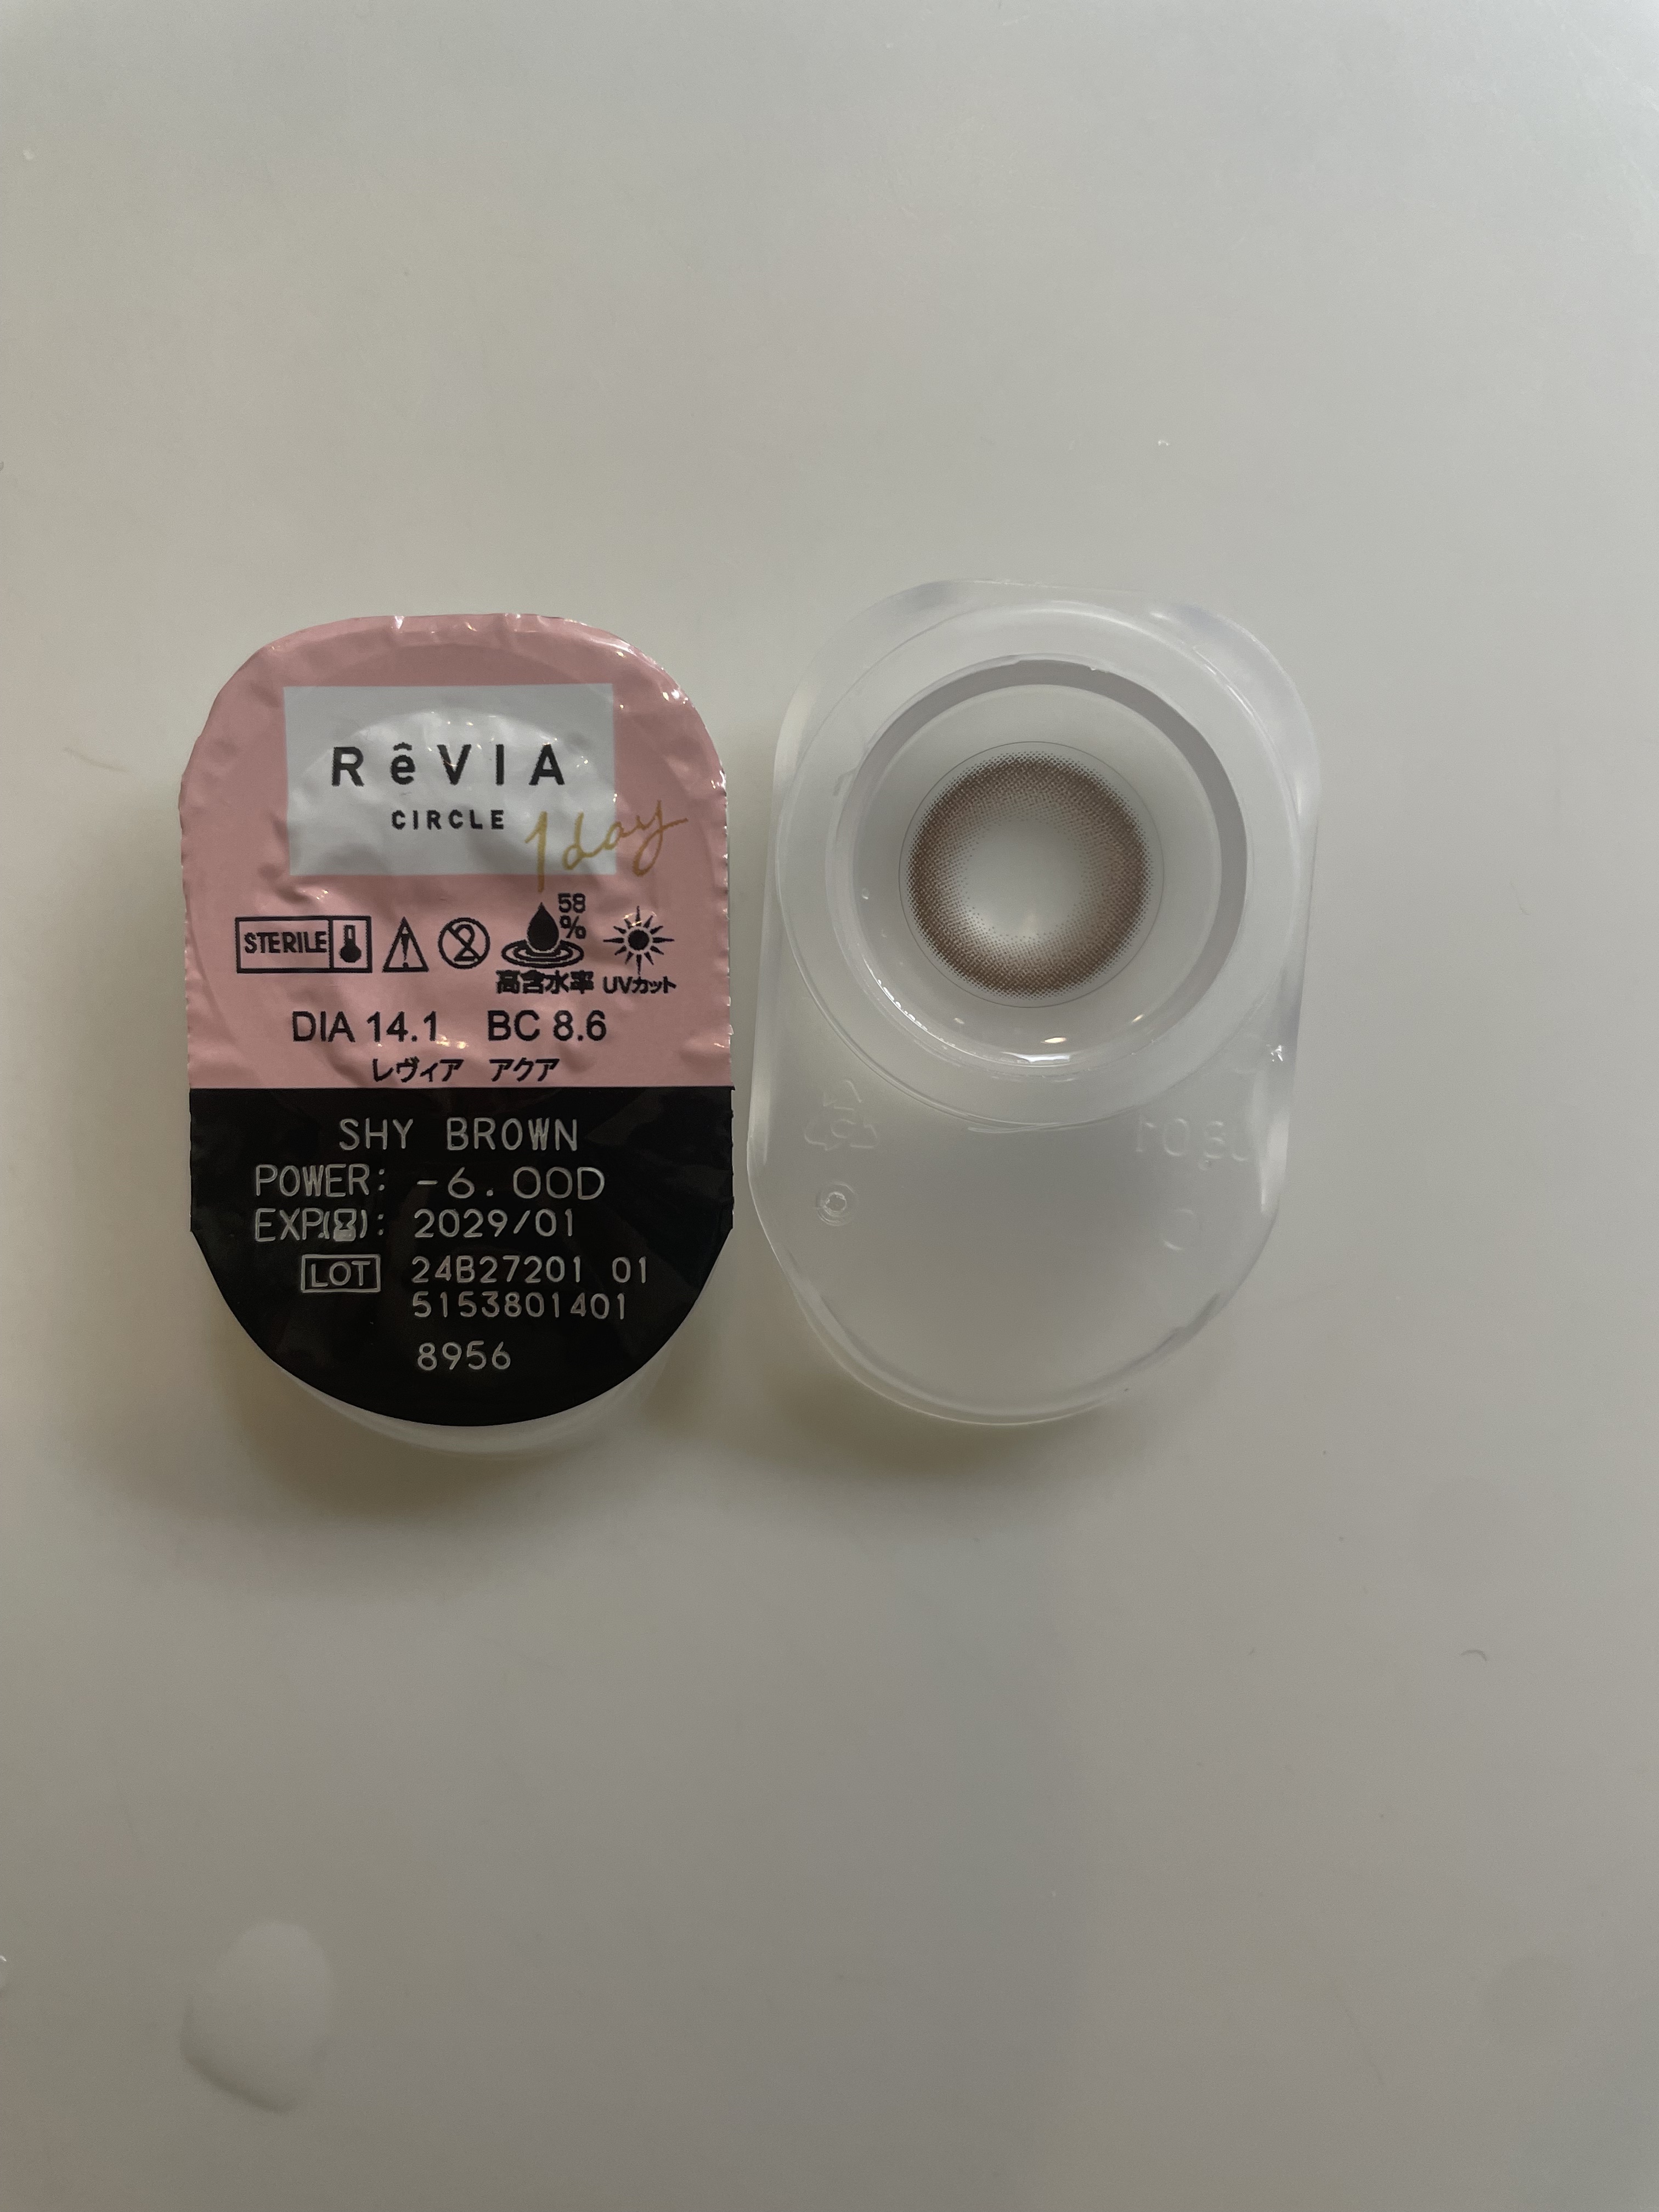 RêVIA
CIRCLE
1day
58
%
STERILE
高含水率 UVカット
DIA 14.1 BC 8.6
レヴィア アクア
SHY BROWN
POWER: -6.00D
EXP(): 2029/01
LOT 24B27201 01
5153801401
8956